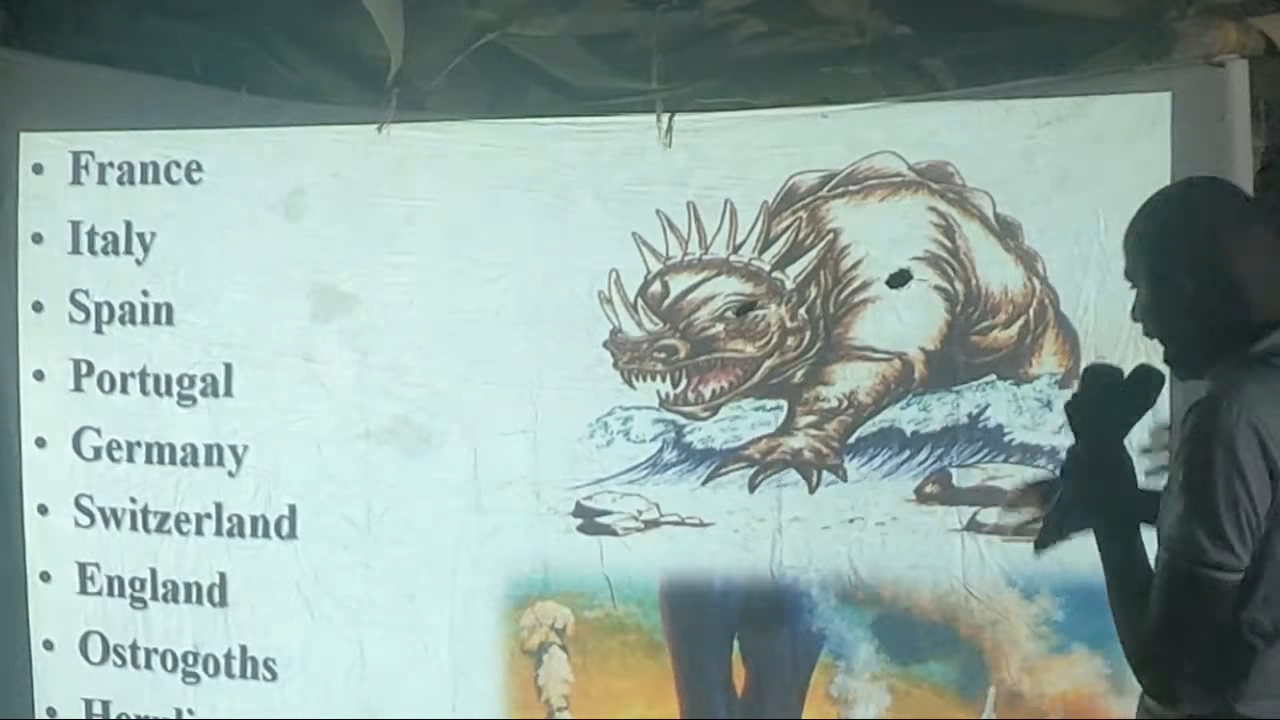 • France
• Italy
• Spain
• Portugal
• Germany
• Switzerland
• England
• Ostrogoths